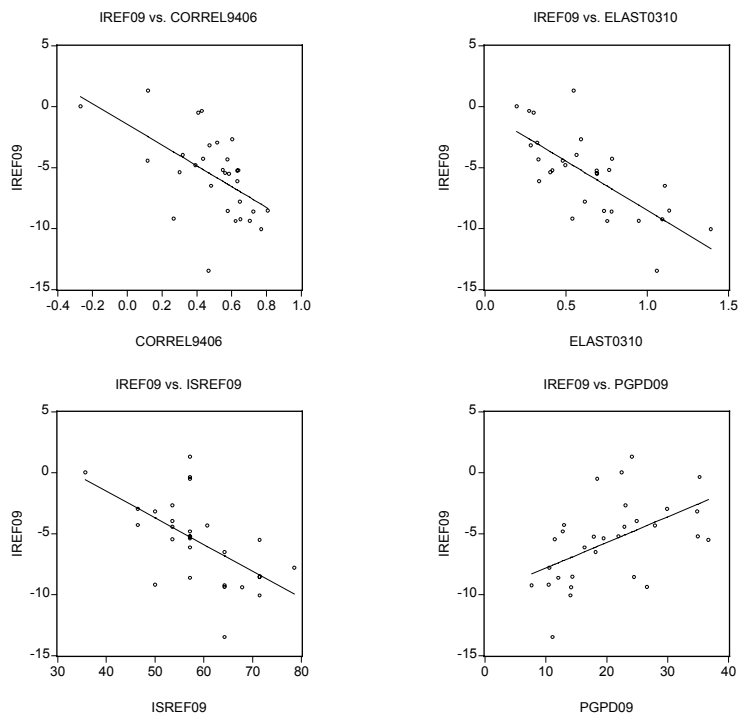 IREF09 vs. CORREL9406
5
0
-5
-10
-15
IREF09
-0.4 -0.2 0.0 0.2 0.4 0.6 0.8 1.0
CORREL9406
IREF09 vs. ELAST0310
5
0
-5
-10
-15
IREF09
0.0 0.5 1.0 1.5
ELAST0310
IREF09 vs. ISREF09
5
0
-5
-10
-15
IREF09
30 40 50 60 70 80
ISREF09
IREF09 vs. PGPD09
5
0
-5
-10
-15
IREF09
0 10 20 30 40
PGPD09